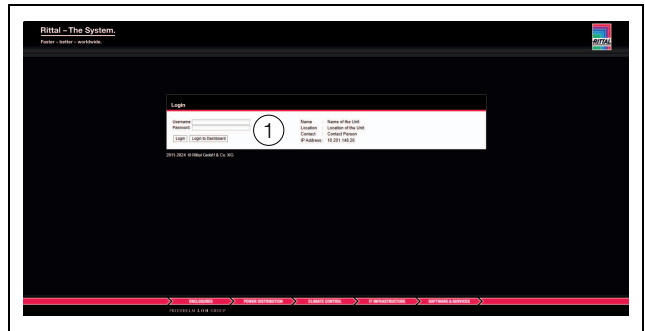 Rittal – The System.
Faster – better – worldwide.
RITTAL
Login
Username:
Password:
1
Login Login to Dashboard
Name : Name of the Unit
Location : Location of the Unit
Contact : Contact Person
IP Address : 10.201.148.26
2011-2024 © Rittal GmbH & Co. KG
ENCLOSURES POWER DISTRIBUTION CLIMATE CONTROL IT INFRASTRUCTURE SOFTWARE & SERVICES
FRIEDHELM LOH GROUP